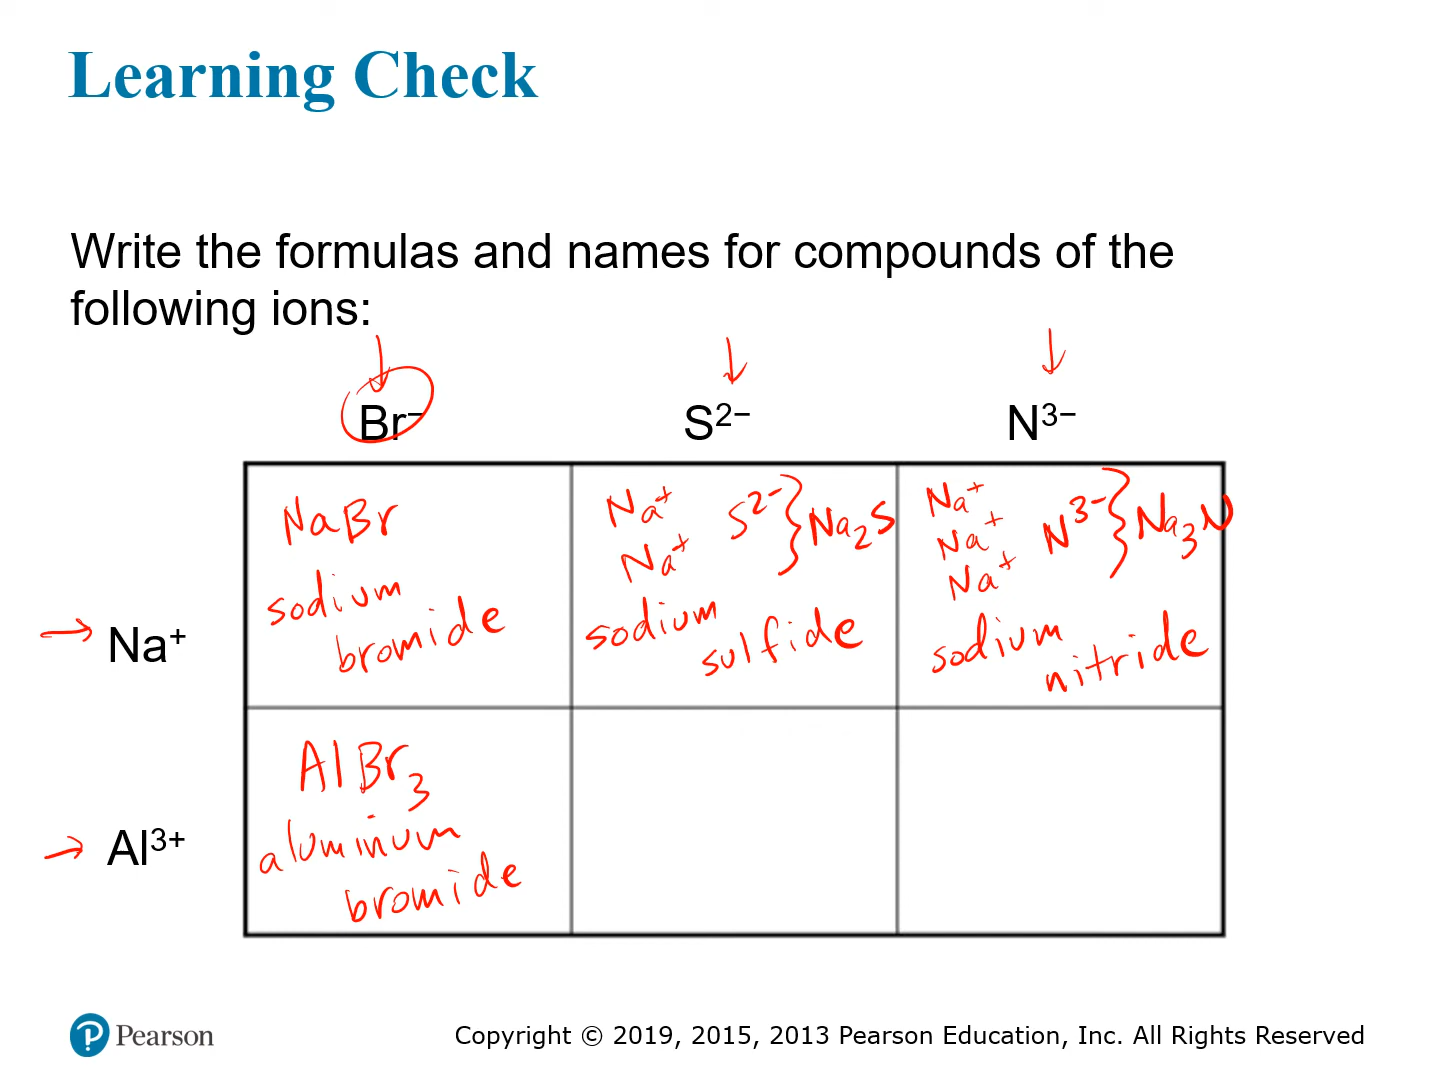 Learning Check
Write the formulas and names for compounds of the
following ions:
Br⁻ S²⁻ N³⁻
NaBr
sodium
bromide
Na⁺ S²⁻ } Na₂S
Na⁺
sodium
sulfide
Na⁺
Na⁺ N³⁻ } Na₃N
Na⁺
sodium
nitride
→ Na⁺
AlBr₃
aluminum
bromide
→ Al³⁺
Pearson
Copyright © 2019, 2015, 2013 Pearson Education, Inc. All Rights Reserved